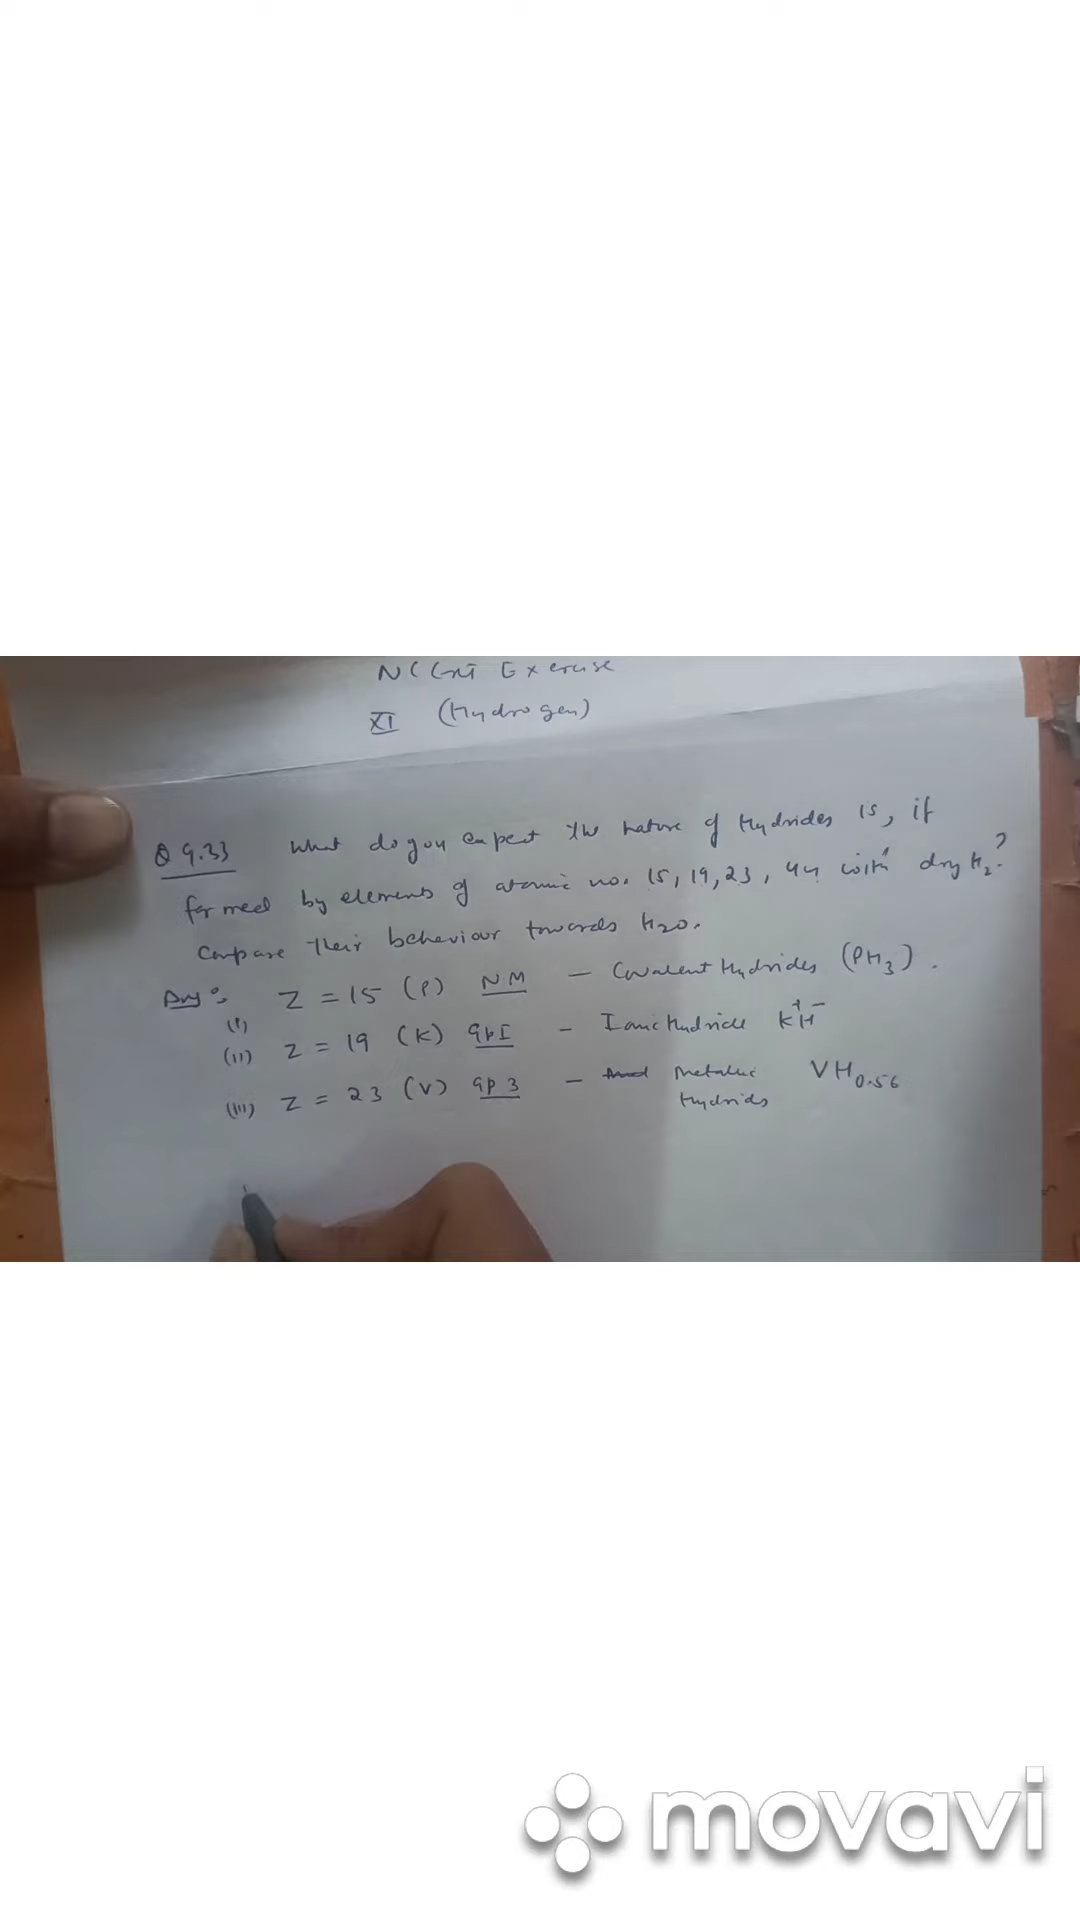 NCERT Exercise
XI (Hydrogen)
Q 9.33 What do you expect the nature of Hydrides is, if
formed by elements of atomic no. 15, 19, 23, 44 with dry H2?
Compare their behaviour towards H2O.
Ans:
(i) Z = 15 (P) NM – Covalent Hydrides (PH3).
(ii) Z = 19 (K) gp I – Ionic Hydride K+H-
(iii) Z = 23 (V) gp 3 – Metallic VH0.56
Hydrids
movavi